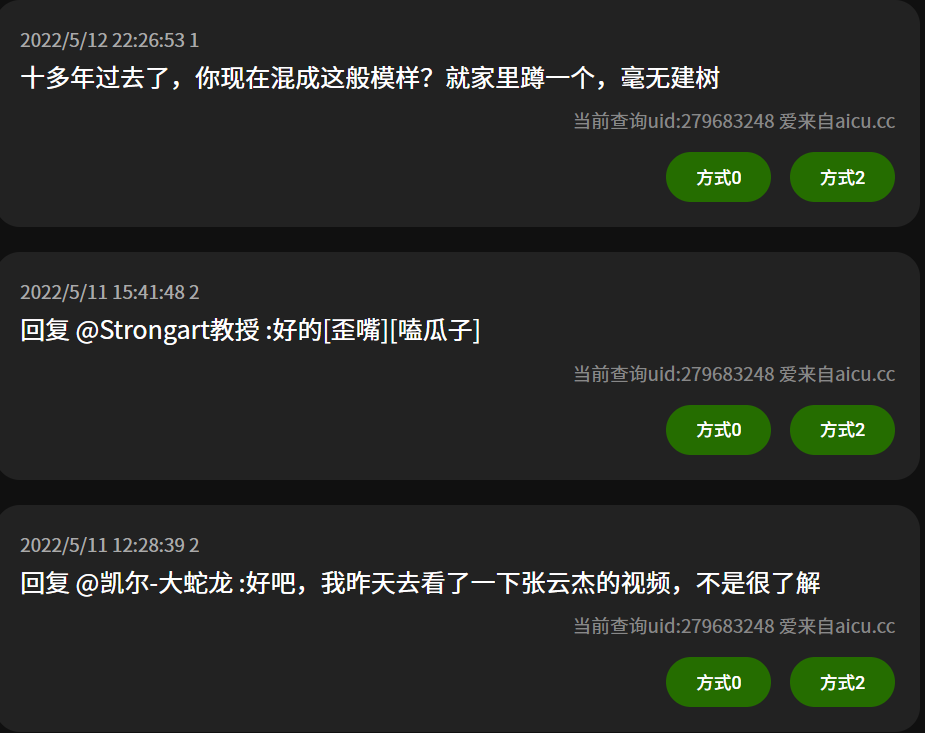 2022/5/12 22:26:53 1
十多年过去了，你现在混成这般模样？就家里蹲一个，毫无建树
当前查询uid:279683248 爱来自aicu.cc
方式0 方式2
2022/5/11 15:41:48 2
回复 @Strongart教授 :好的[歪嘴][嗑瓜子]
当前查询uid:279683248 爱来自aicu.cc
方式0 方式2
2022/5/11 12:28:39 2
回复 @凯尔-大蛇龙 :好吧，我昨天去看了一下张云杰的视频，不是很了解
当前查询uid:279683248 爱来自aicu.cc
方式0 方式2